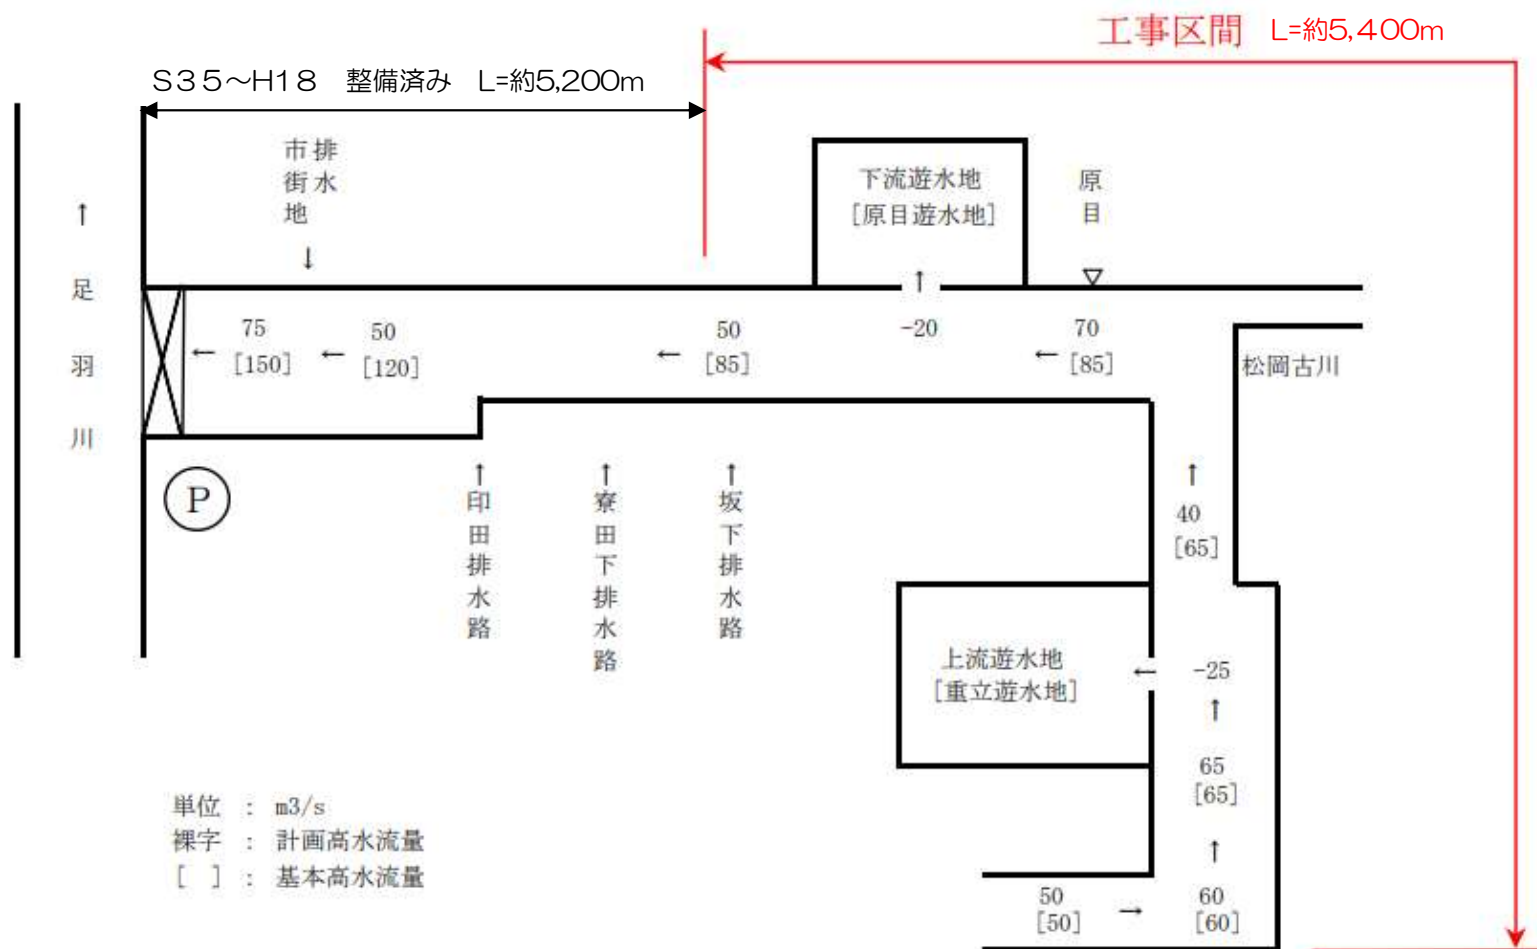 工事区間 L=約5,400m
S35～H18 整備済み L=約5,200m
市街地
排水
↓
↑
足羽川
下流遊水地
[原目遊水地]
原目
▽
↑
75
[150]
←
50
[120]
←
50
[85]
←
-20
70
[85]
←
松岡古川
P
↑
印田排水路
↑
寮田下排水路
↑
坂下排水路
↑
40
[65]
上流遊水地
[重立遊水地]
←
-25
↑
65
[65]
↑
50
[50]
→
60
[60]
単位 : m3/s
裸字 : 計画高水流量
[ ] : 基本高水流量